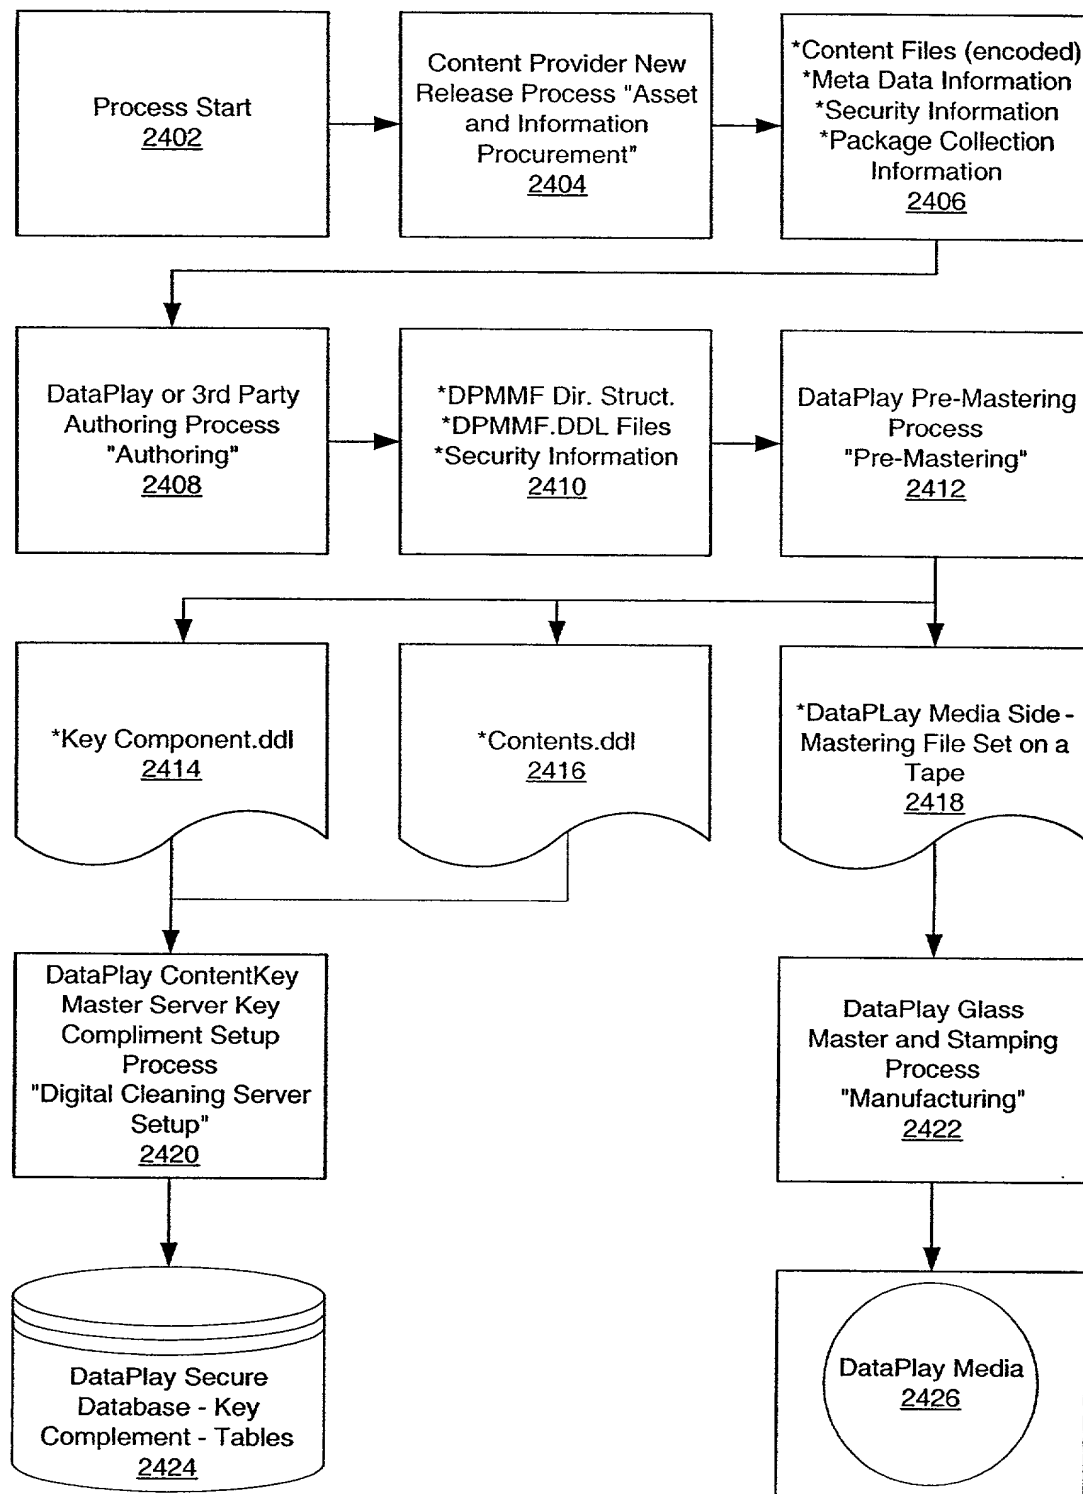 Process Start
2402
Content Provider New
Release Process "Asset
and Information
Procurement"
2404
*Content Files (encoded)
*Meta Data Information
*Security Information
*Package Collection
Information
2406
DataPlay or 3rd Party
Authoring Process
"Authoring"
2408
*DPMMF Dir. Struct.
*DPMMF.DDL Files
*Security Information
2410
DataPlay Pre-Mastering
Process
"Pre-Mastering"
2412
*Key Component.ddl
2414
*Contents.ddl
2416
*DataPLay Media Side -
Mastering File Set on a
Tape
2418
DataPlay ContentKey
Master Server Key
Compliment Setup
Process
"Digital Cleaning Server
Setup"
2420
DataPlay Glass
Master and Stamping
Process
"Manufacturing"
2422
DataPlay Secure
Database - Key
Complement - Tables
2424
DataPlay Media
2426